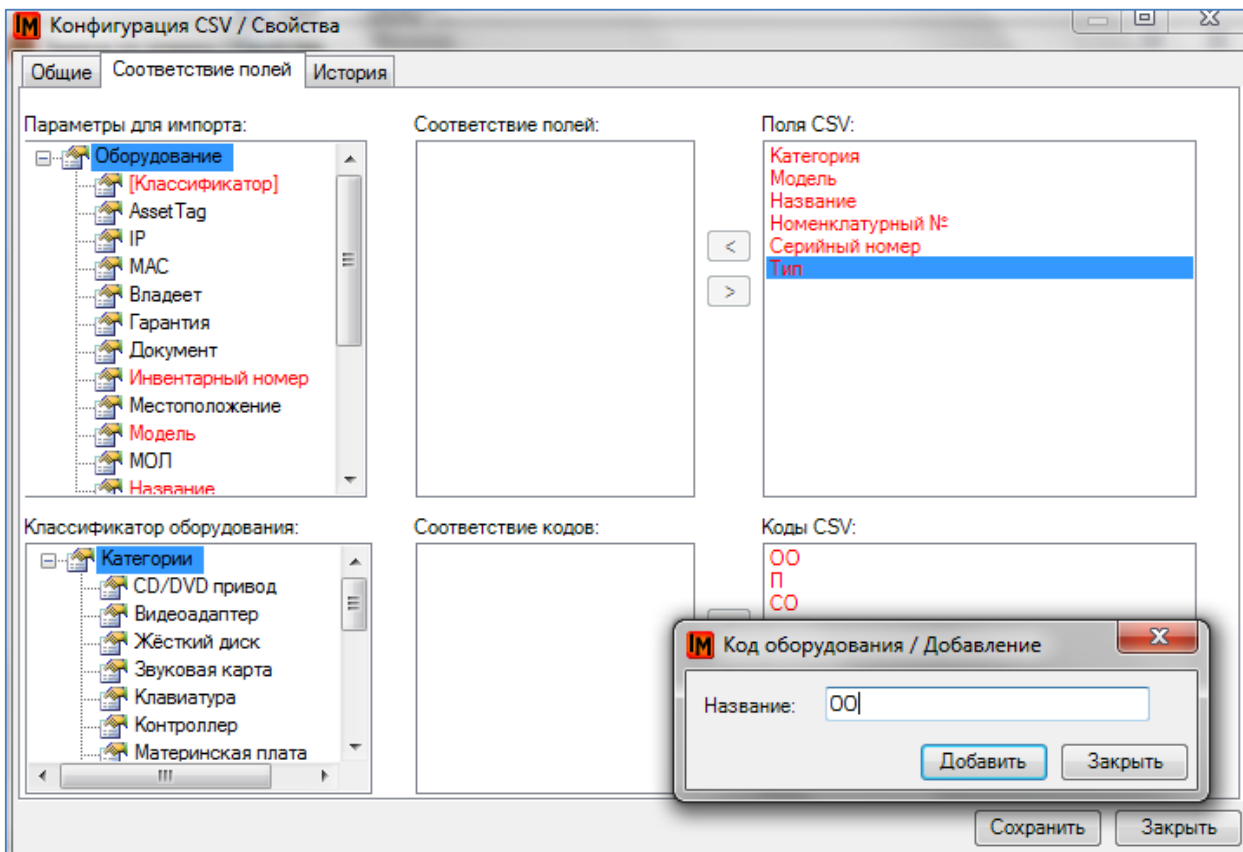 IM Конфигурация CSV / Свойства
Общие Соответствие полей История
Параметры для импорта: Соответствие полей: Поля CSV:
Оборудование
[Классификатор]
AssetTag
IP
MAC
Владеет
Гарантия
Документ
Инвентарный номер
Местоположение
Модель
МОЛ
Название
Категория
Модель
Название
Номенклатурный №
Серийный номер
Тип
<
>
Классификатор оборудования: Соответствие кодов: Коды CSV:
Категории
CD/DVD привод
Видеоадаптер
Жёсткий диск
Звуковая карта
Клавиатура
Контроллер
Материнская плата
ОО
П
СО
IM Код оборудования / Добавление
Название: ОО
Добавить Закрыть
Сохранить Закрыть